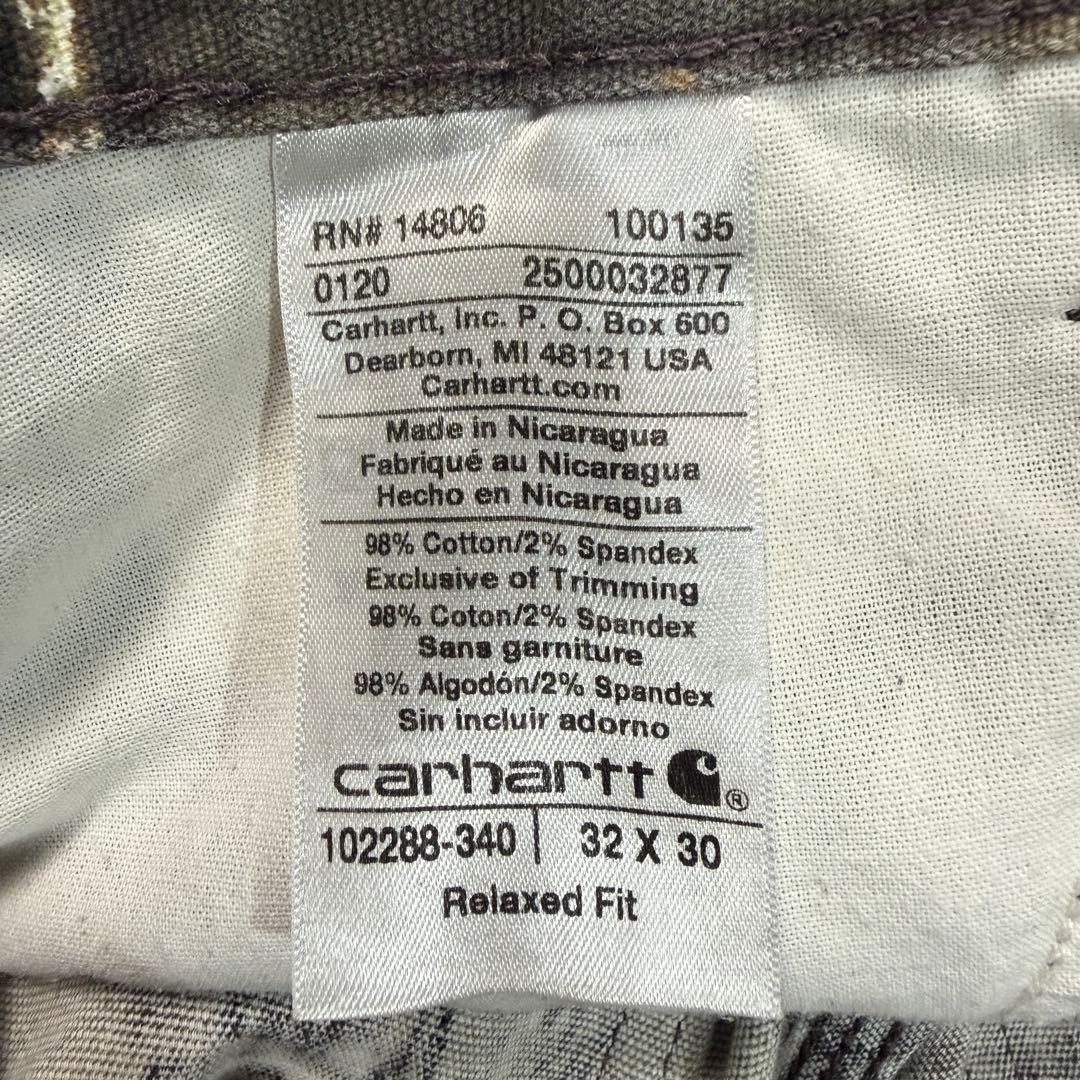 RN# 14806 100135
0120 2500032877
Carhartt, Inc. P. O. Box 600
Dearborn, MI 48121 USA
Carhartt.com
Made in Nicaragua
Fabriqué au Nicaragua
Hecho en Nicaragua
98% Cotton/2% Spandex
Exclusive of Trimming
98% Coton/2% Spandex
Sans garniture
98% Algodón/2% Spandex
Sin incluir adorno
carhartt ®
102288-340 | 32 X 30
Relaxed Fit